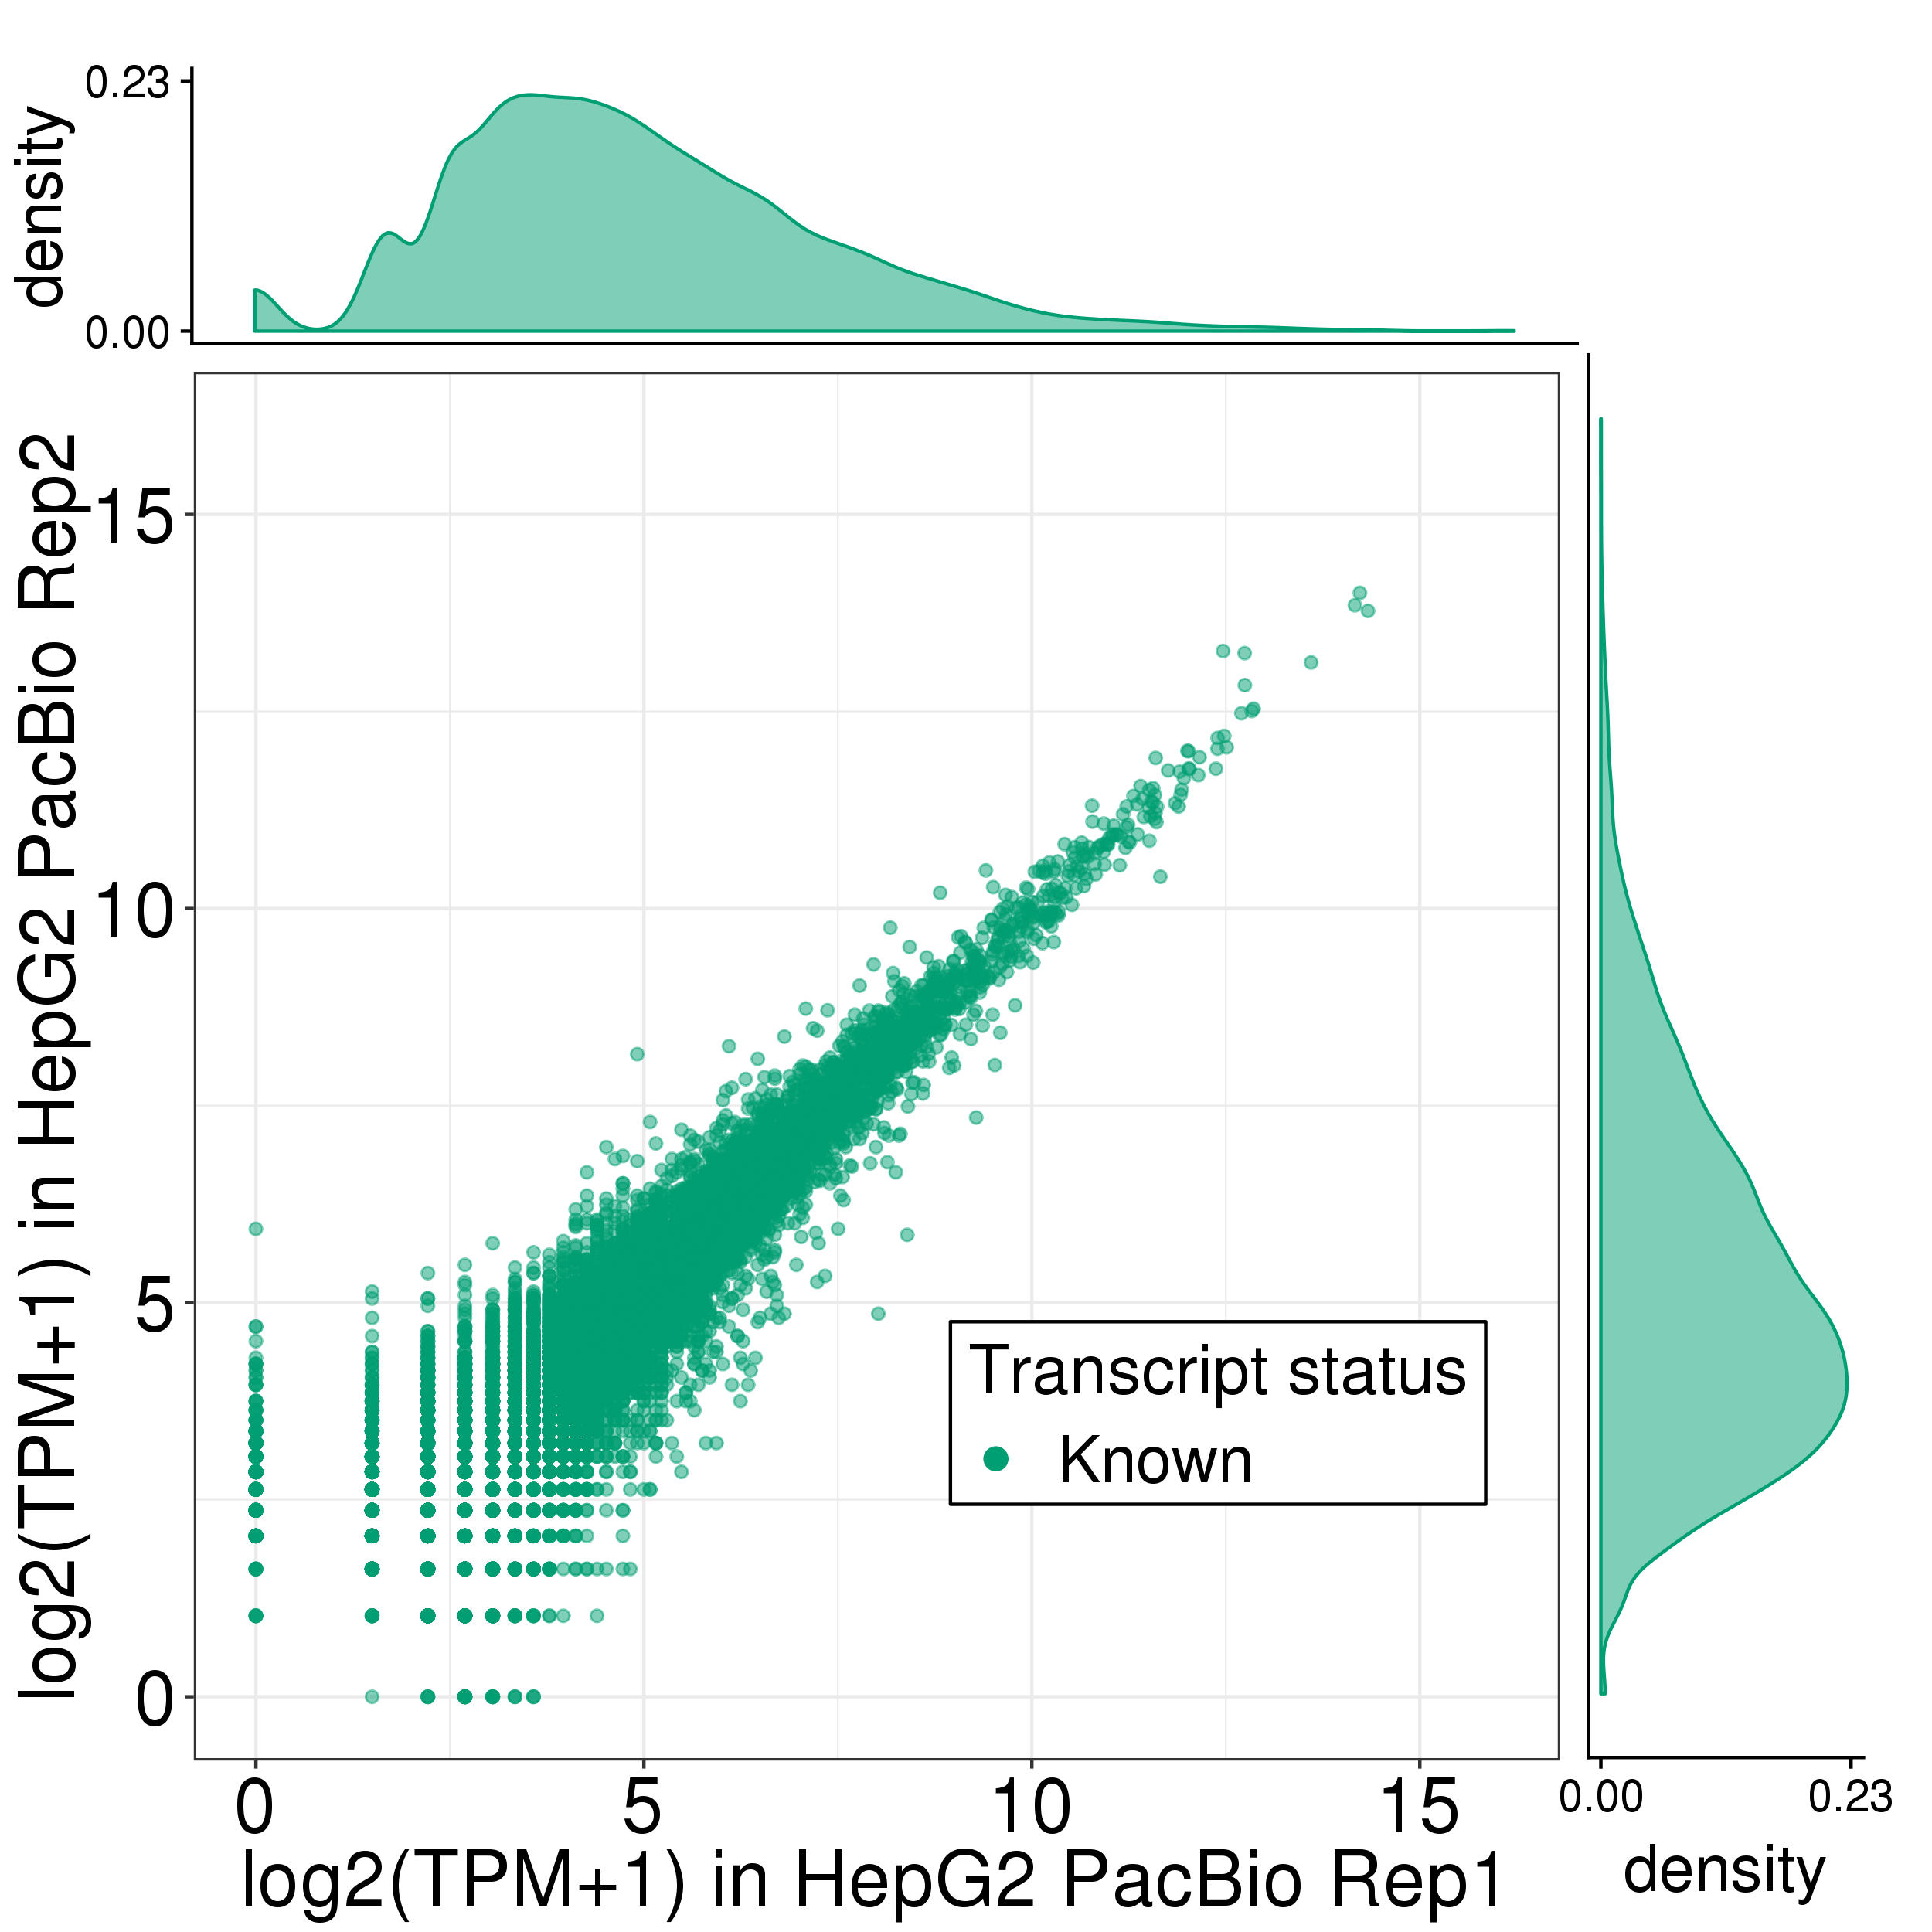 0.23
density
0.00
log2(TPM+1) in HepG2 PacBio Rep2
15
10
5
0
Transcript status
Known
0
5
10
15
log2(TPM+1) in HepG2 PacBio Rep1
0.00
0.23
density